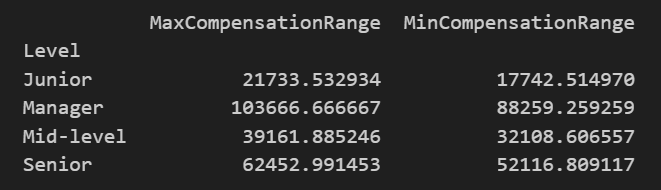 MaxCompensationRange MinCompensationRange
Level
Junior 21733.532934 17742.514970
Manager 103666.666667 88259.259259
Mid-level 39161.885246 32108.606557
Senior 62452.991453 52116.809117